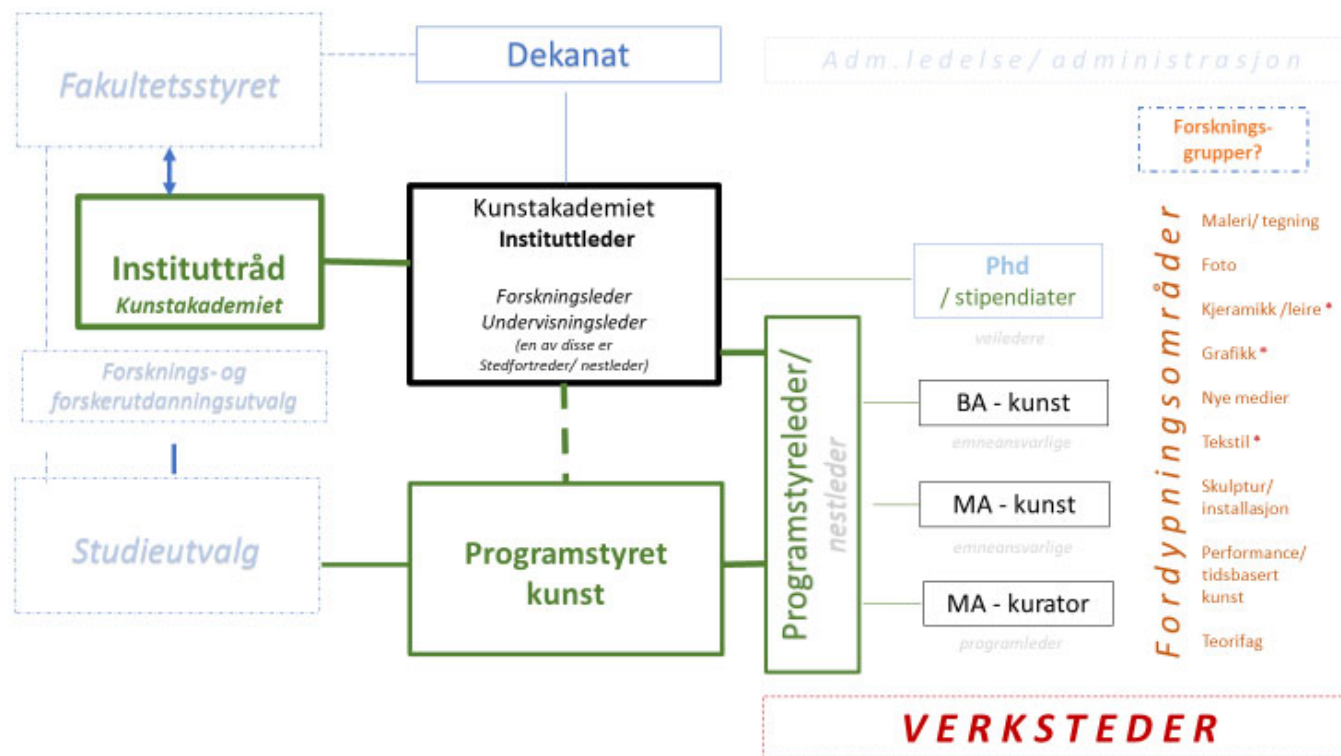 Fakultetsstyret
Dekanat
Adm.ledelse/ administrasjon
Forsknings-
grupper?
Instituttråd
Kunstakademiet
Kunstakademiet
Instituttleder
Forskningsleder
Undervisningsleder
(en av disse er
Stedfortreder/ nestleder)
Phd
/ stipendiater
veiledere
Forsknings- og
forskerutdanningsutvalg
Studieutvalg
Programstyret
kunst
Programstyreleder/
nestleder
BA - kunst
emneansvarlige
MA - kunst
emneansvarlige
MA - kurator
programleder
Fordypningsområder
Maleri/ tegning
Foto
Kjeramikk /leire *
Grafikk *
Nye medier
Tekstil *
Skulptur/
installasjon
Performance/
tidsbasert
kunst
Teorifag
VERKSTEDER